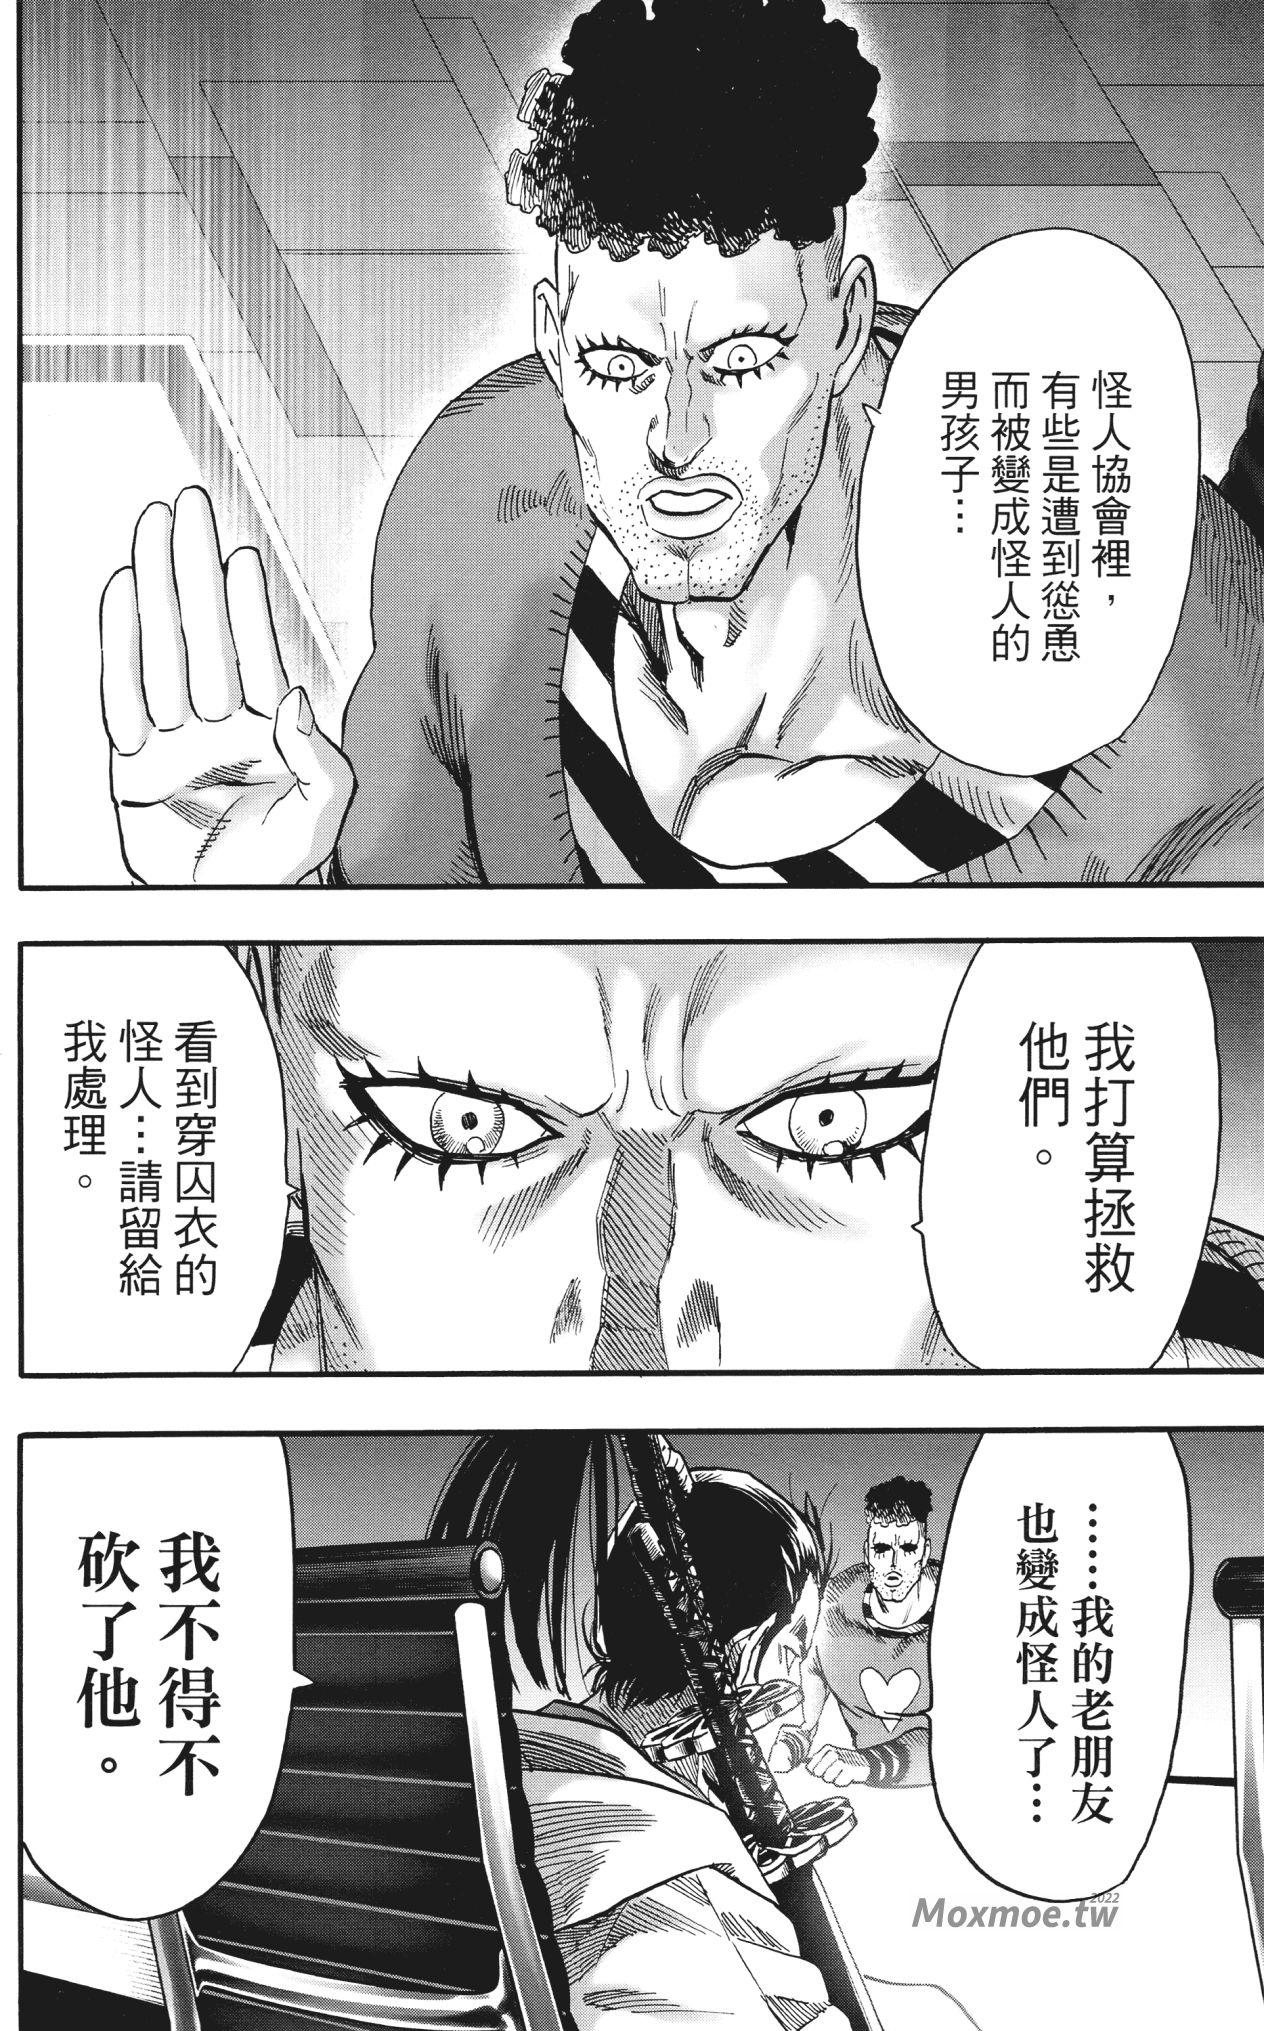 怪人協會裡，
有些是遭到慫恿
而被變成怪人的
男孩子…
我打算拯救
他們。
看到穿囚衣的
怪人…請留給
我處理。
……我的老朋友
也變成怪人了…
我不得不
砍了他。
2022
Moxmoe.tw